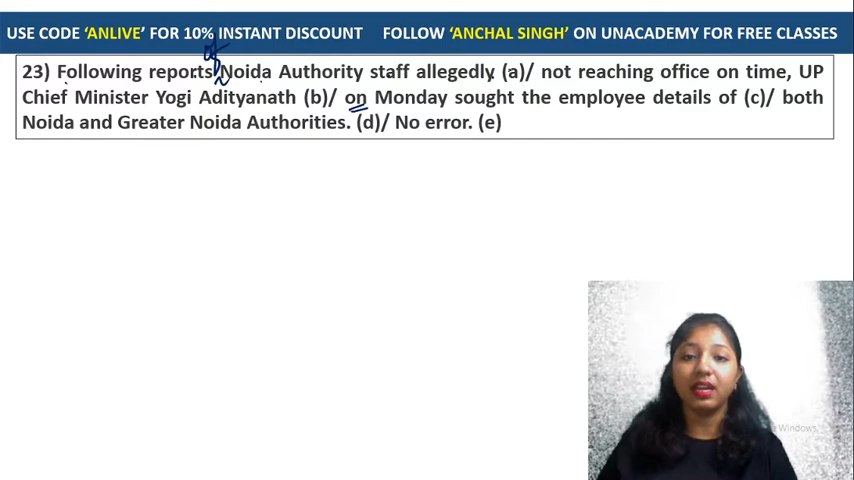 USE CODE 'ANLIVE' FOR 10% INSTANT DISCOUNT FOLLOW 'ANCHAL SINGH' ON UNACADEMY FOR FREE CLASSES
of
23) Following reports Noida Authority staff allegedly (a)/ not reaching office on time, UP
Chief Minister Yogi Adityanath (b)/ on Monday sought the employee details of (c)/ both
Noida and Greater Noida Authorities. (d)/ No error. (e)
Windows